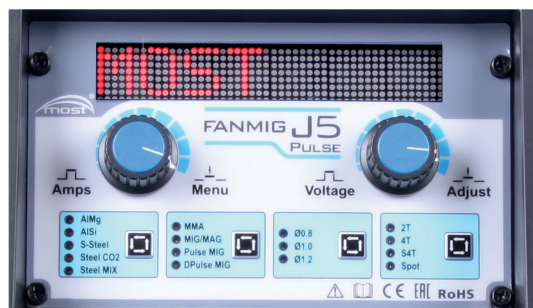 MOST
most
FANMIG J5
PULSE
Amps
Menu
Voltage
Adjust
AlMg
AlSi
S-Steel
Steel CO2
Steel MIX
MMA
MIG/MAG
Pulse MIG
DPulse MIG
Ø0.8
Ø1.0
Ø1.2
2T
4T
S4T
Spot
CE EAC RoHS